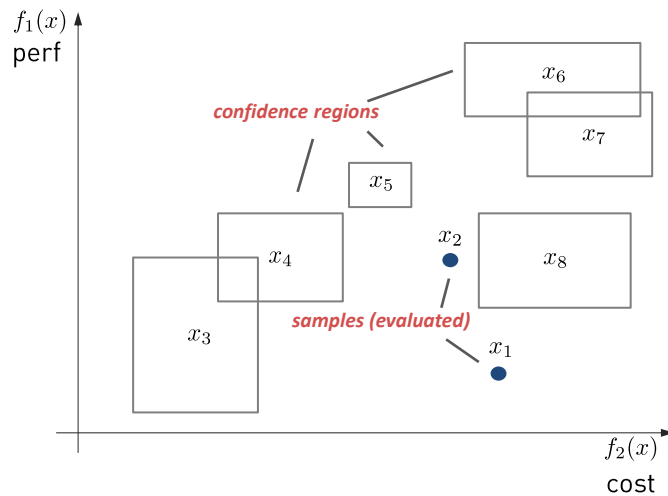 f₁(x)
perf
x₆
confidence regions
x₇
x₅
x₂
x₄
x₈
samples (evaluated)
x₃
x₁
f₂(x)
cost